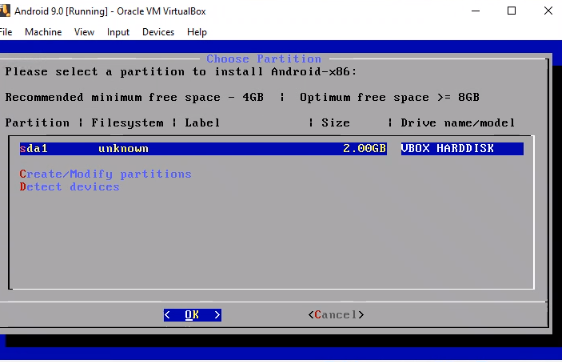 Android 9.0 [Running] - Oracle VM VirtualBox
File Machine View Input Devices Help
Choose Partition
Please select a partition to install Android-x86:
Recommended minimum free space - 4GB | Optimum free space >= 8GB
Partition | Filesystem | Label | Size | Drive name/model
sda1 unknown 2.00GB VBOX HARDDISK
Create/Modify partitions
Detect devices
< OK > <Cancel>